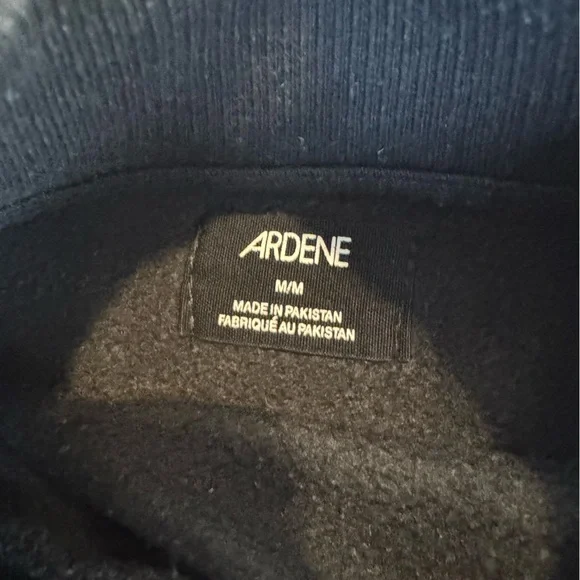 ARDENE
M/M
MADE IN PAKISTAN
FABRIQUÉ AU PAKISTAN